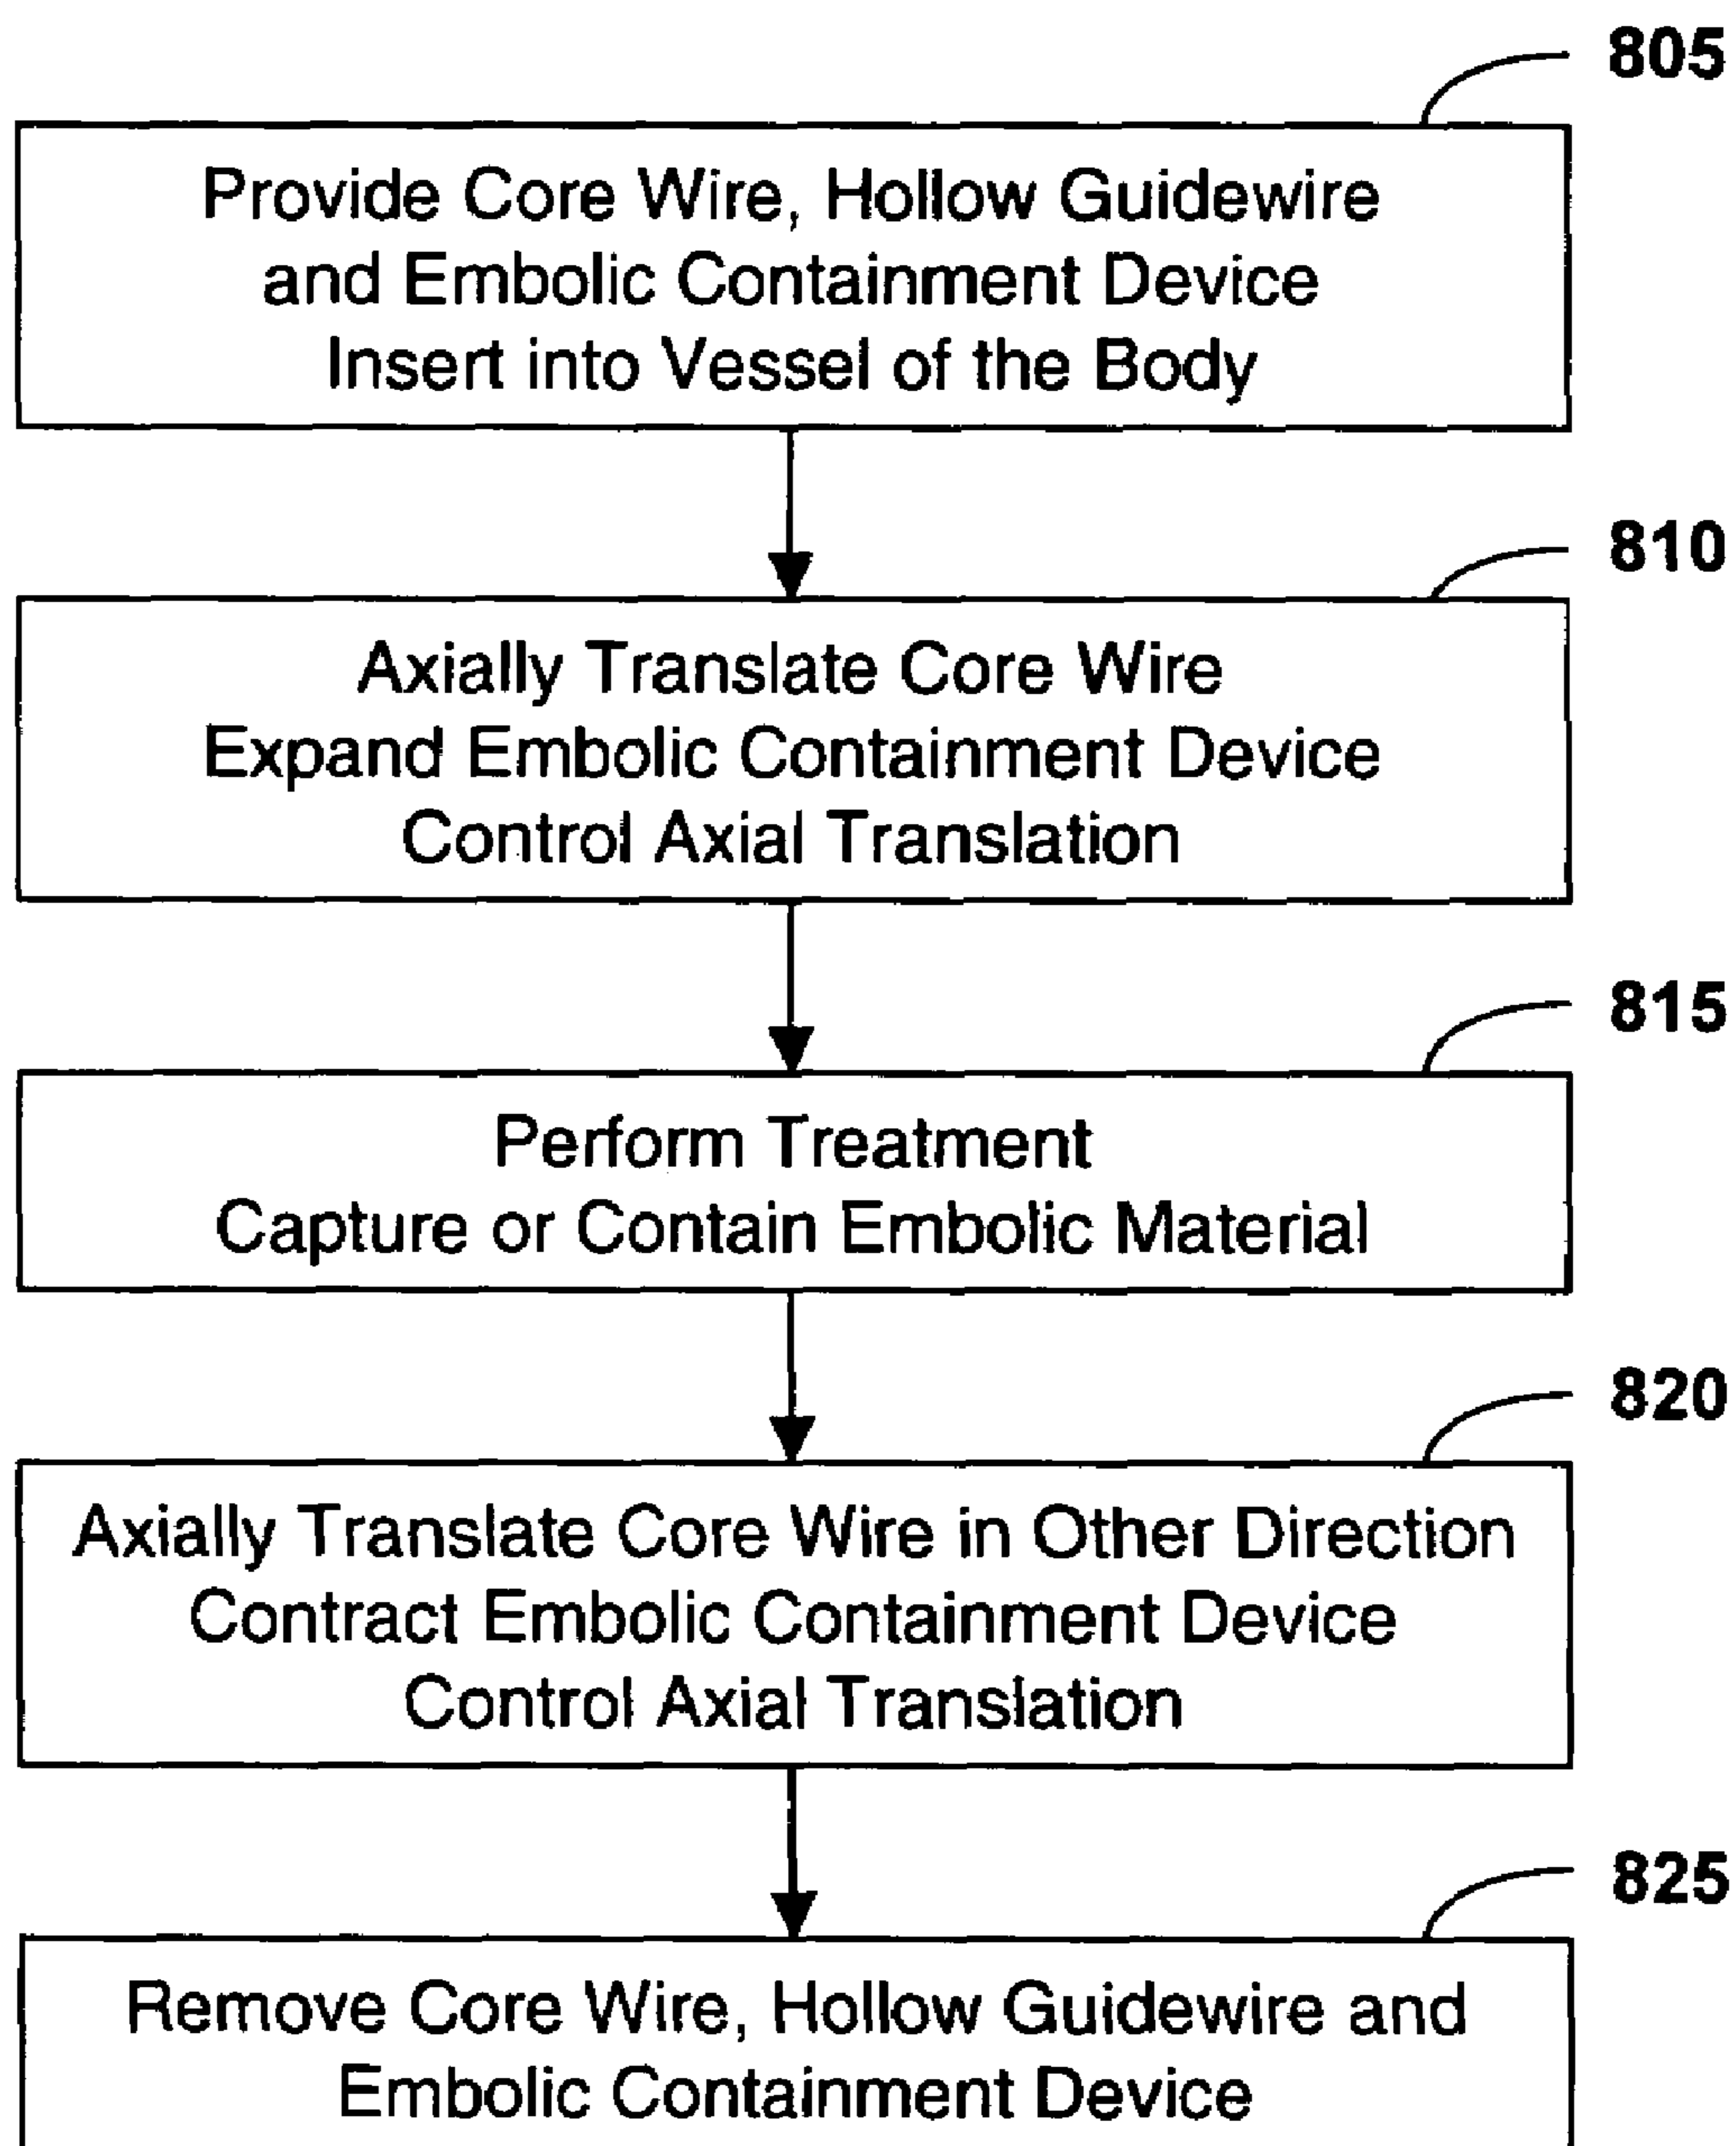 805
Provide Core Wire, Hollow Guidewire
and Embolic Containment Device
Insert into Vessel of the Body
810
Axially Translate Core Wire
Expand Embolic Containment Device
Control Axial Translation
815
Perform Treatment
Capture or Contain Embolic Material
820
Axially Translate Core Wire in Other Direction
Contract Embolic Containment Device
Control Axial Translation
825
Remove Core Wire, Hollow Guidewire and
Embolic Containment Device